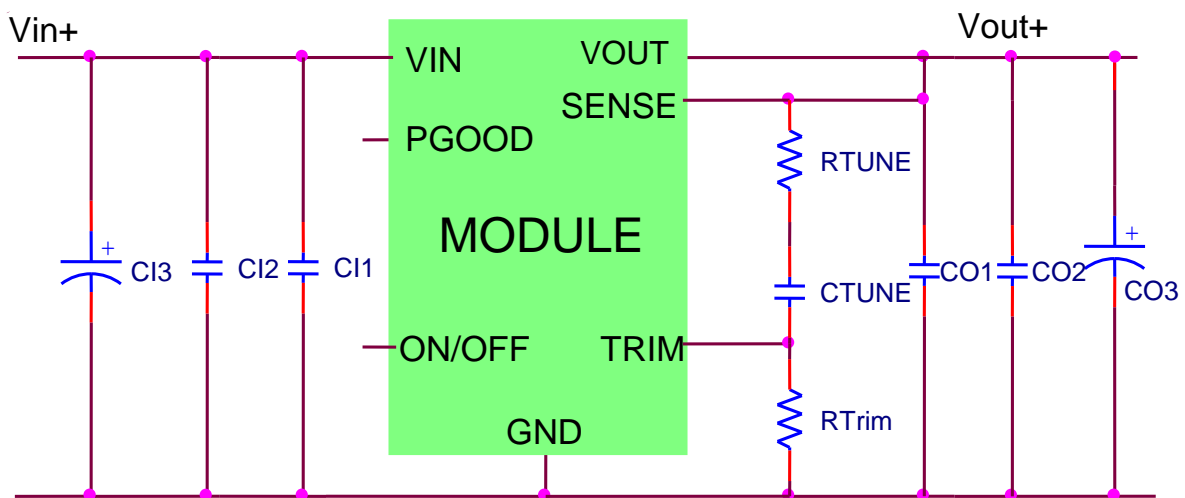 Vin+
Vout+
VIN
VOUT
SENSE
PGOOD
RTUNE
MODULE
+
CI3
CI2
CI1
CTUNE
CO1
CO2
+
CO3
ON/OFF
TRIM
RTrim
GND